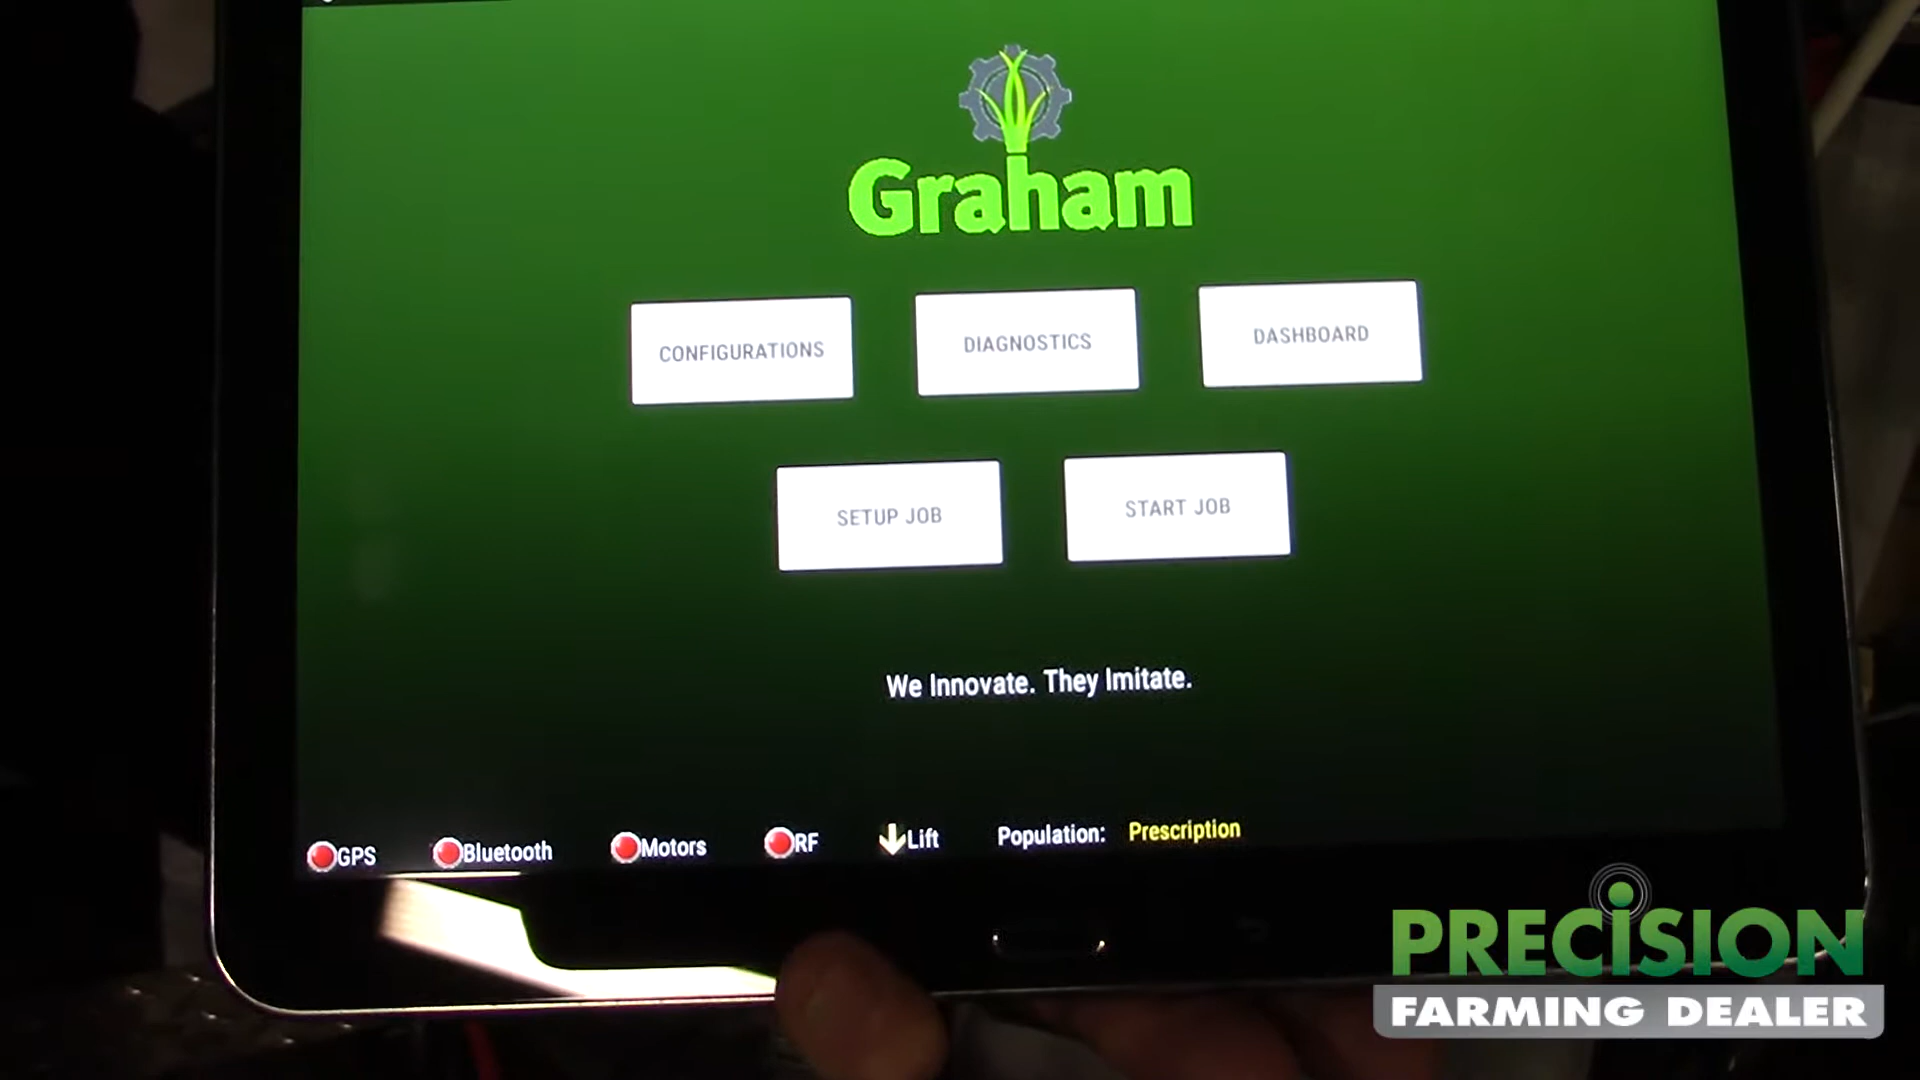 Graham
CONFIGURATIONS DIAGNOSTICS DASHBOARD
SETUP JOB START JOB
We Innovate. They Imitate.
GPS Bluetooth Motors RF Lift Population: Prescription
PRECISION
FARMING DEALER